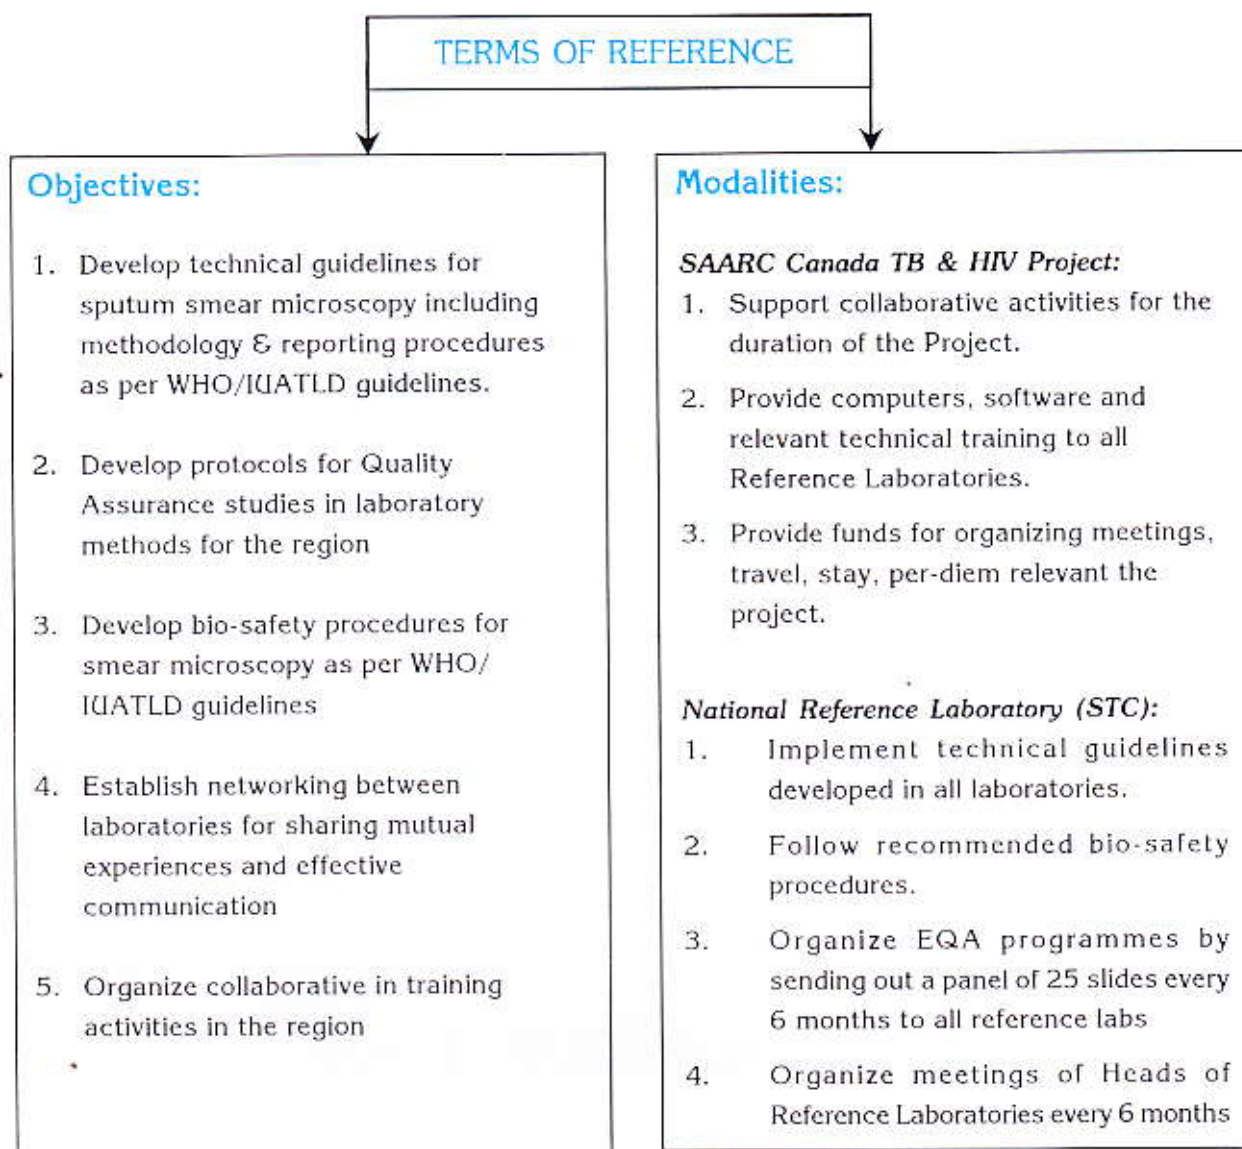 TERMS OF REFERENCE
Objectives:
1. Develop technical guidelines for
sputum smear microscopy including
methodology & reporting procedures
as per WHO/IUATLD guidelines.
2. Develop protocols for Quality
Assurance studies in laboratory
methods for the region
3. Develop bio-safety procedures for
smear microscopy as per WHO/
IUATLD guidelines
4. Establish networking between
laboratories for sharing mutual
experiences and effective
communication
5. Organize collaborative in training
activities in the region
Modalities:
SAARC Canada TB & HIV Project:
1. Support collaborative activities for the
duration of the Project.
2. Provide computers, software and
relevant technical training to all
Reference Laboratories.
3. Provide funds for organizing meetings,
travel, stay, per-diem relevant the
project.
National Reference Laboratory (STC):
1. Implement technical guidelines
developed in all laboratories.
2. Follow recommended bio-safety
procedures.
3. Organize EQA programmes by
sending out a panel of 25 slides every
6 months to all reference labs
4. Organize meetings of Heads of
Reference Laboratories every 6 months